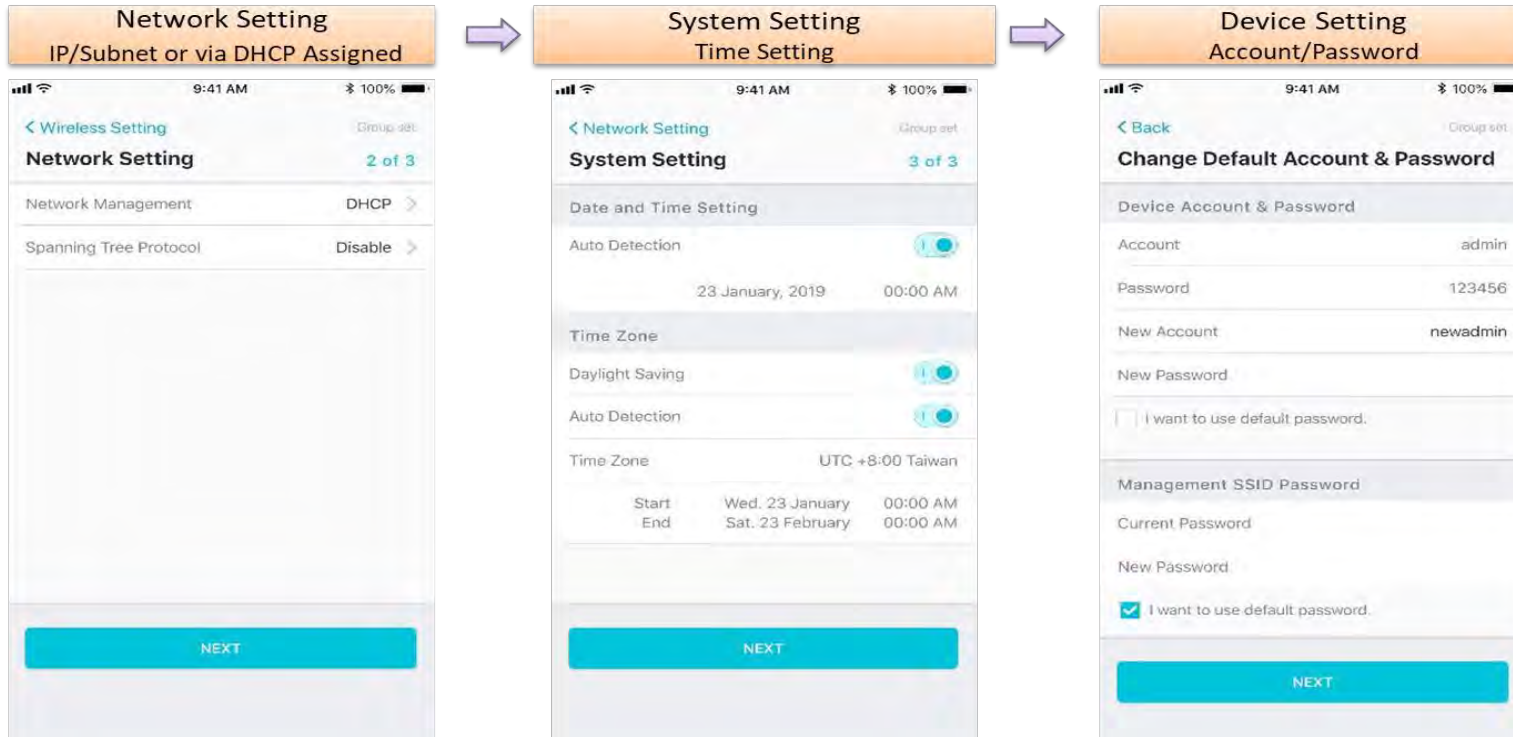 Network Setting
IP/Subnet or via DHCP Assigned
System Setting
Time Setting
Device Setting
Account/Password
9:41 AM
100%
Wireless Setting
Group set
Network Setting
2 of 3
Network Management
DHCP
Spanning Tree Protocol
Disable
NEXT
9:41 AM
100%
Network Setting
Group set
System Setting
3 of 3
Date and Time Setting
Auto Detection
23 January, 2019 00:00 AM
Time Zone
Daylight Saving
Auto Detection
Time Zone
UTC +8:00 Taiwan
Start Wed. 23 January 00:00 AM
End Sat. 23 February 00:00 AM
NEXT
9:41 AM
100%
Back
Group set
Change Default Account & Password
Device Account & Password
Account
admin
Password
123456
New Account
newadmin
New Password
I want to use default password.
Management SSID Password
Current Password
New Password
I want to use default password.
NEXT